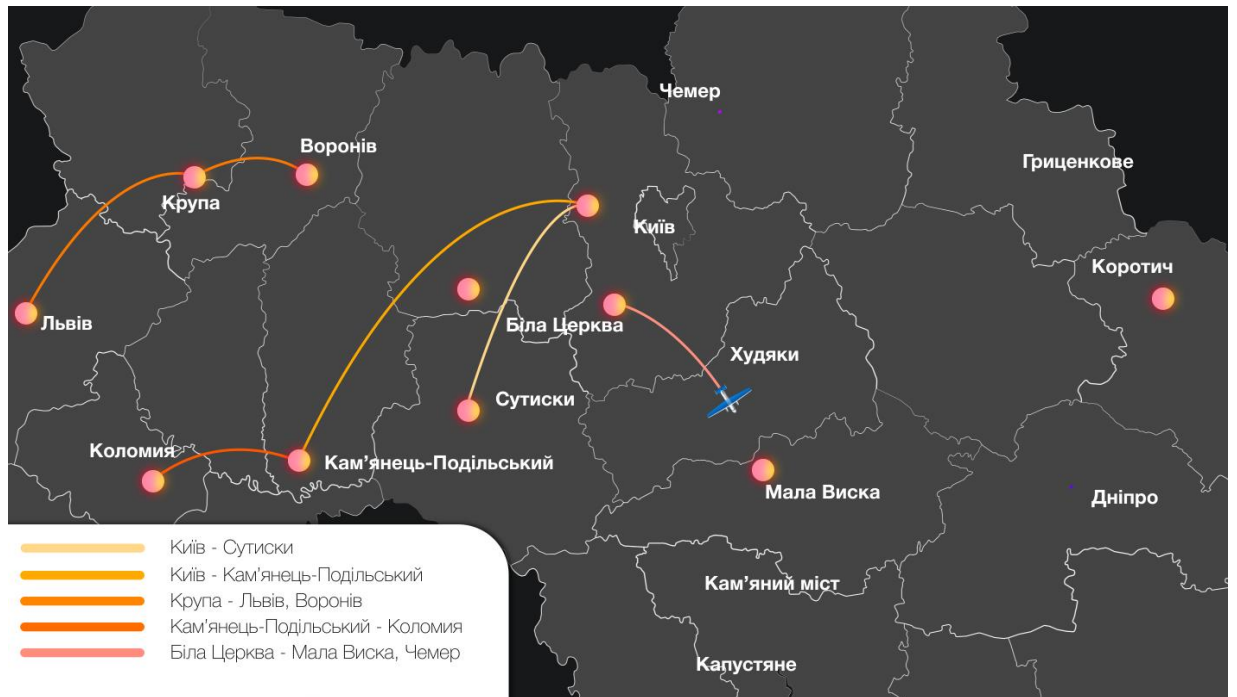 Чемер
Воронів
Гриценкове
Крупа
Київ
Коротич
Львів
Біла Церква
Худяки
Сутиски
Коломия
Кам’янець-Подільський
Мала Виска
Дніпро
Київ - Сутиски
Київ - Кам'янець-Подільський
Крупа - Львів, Воронів
Кам'янець-Подільський - Коломия
Біла Церква - Мала Виска, Чемер
Кам’яний міст
Капустяне